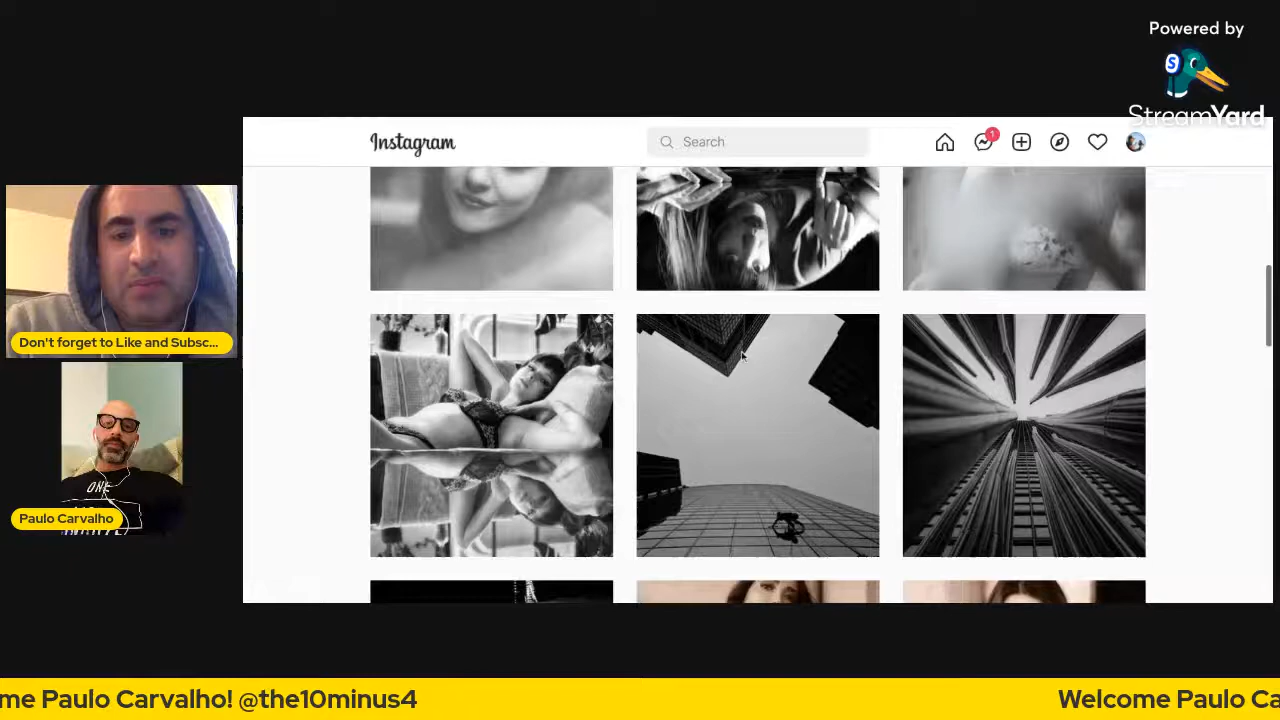 Powered by
S
StreamYard
Instagram
Search
1
Don't forget to Like and Subsc...
ONE
Paulo Carvalho
me Paulo Carvalho! @the10minus4
Welcome Paulo Ca